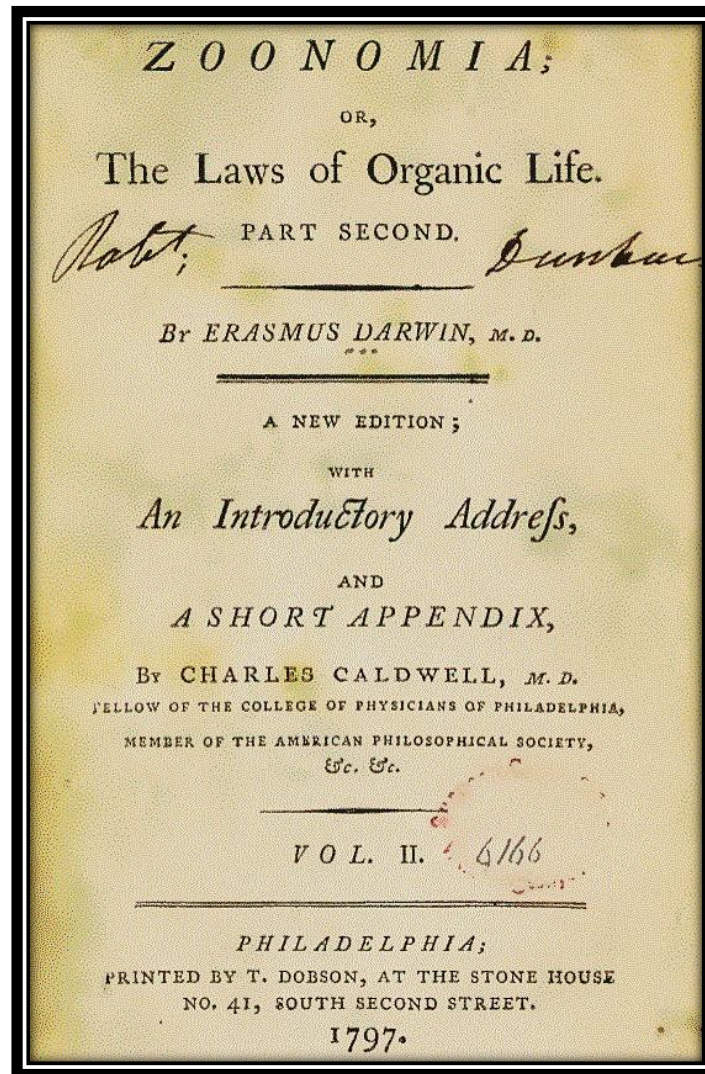 ZOONOMIA;
OR,
The Laws of Organic Life.
PART SECOND.
Robt; Dunbar
By ERASMUS DARWIN, M. D.
A NEW EDITION;
WITH
An Introductory Addreſs,
AND
A SHORT APPENDIX,
By CHARLES CALDWELL, M. D.
FELLOW OF THE COLLEGE OF PHYSICIANS OF PHILADELPHIA,
MEMBER OF THE AMERICAN PHILOSOPHICAL SOCIETY,
&c. &c.
VOL. II. 6166
PHILADELPHIA;
PRINTED BY T. DOBSON, AT THE STONE HOUSE
NO. 41, SOUTH SECOND STREET.
1797.